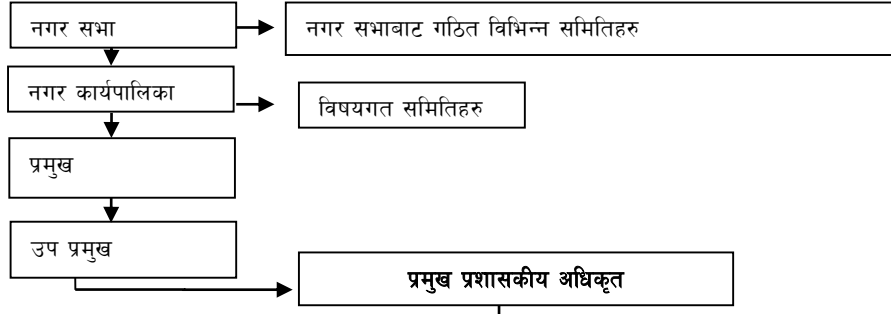 नगर सभा
नगर सभाबाट गठित विभिन्न समितिहरु
नगर कार्यपालिका
विषयगत समितिहरु
प्रमुख
उप प्रमुख
प्रमुख प्रशासकीय अधिकृत